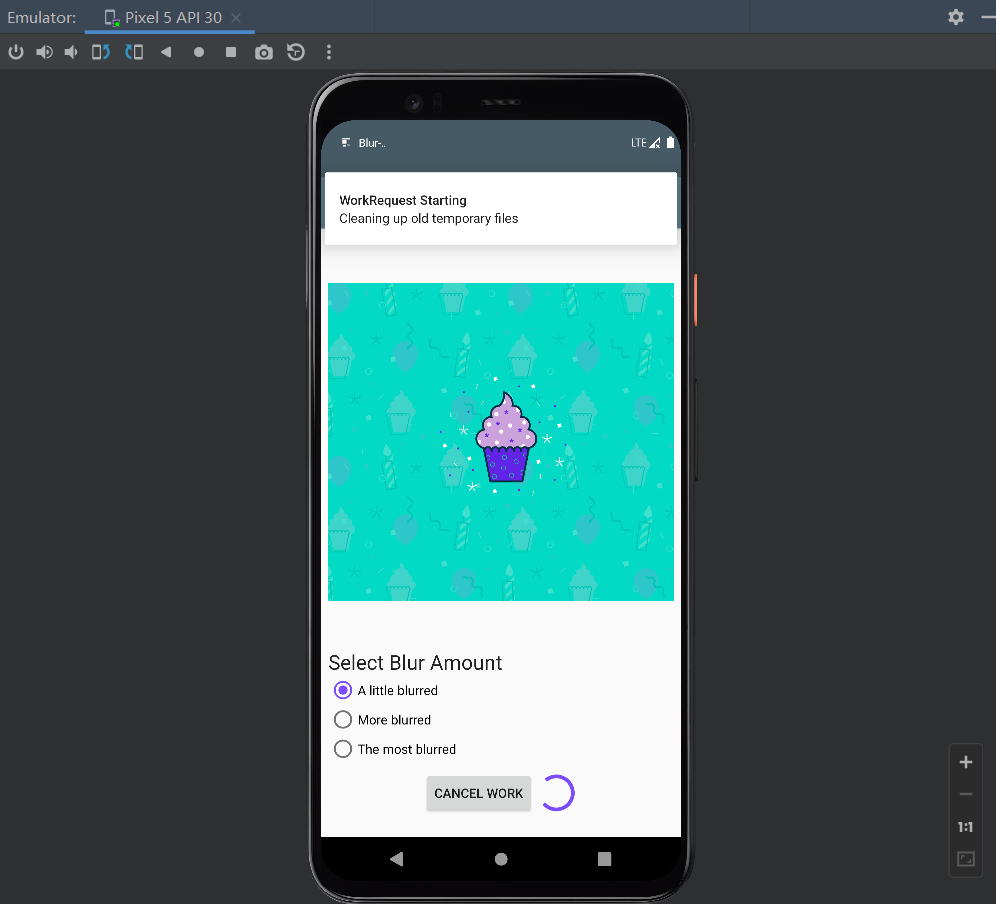 Emulator: Pixel 5 API 30
Blur-..
LTE
WorkRequest Starting
Cleaning up old temporary files
Select Blur Amount
A little blurred
More blurred
The most blurred
CANCEL WORK
1:1